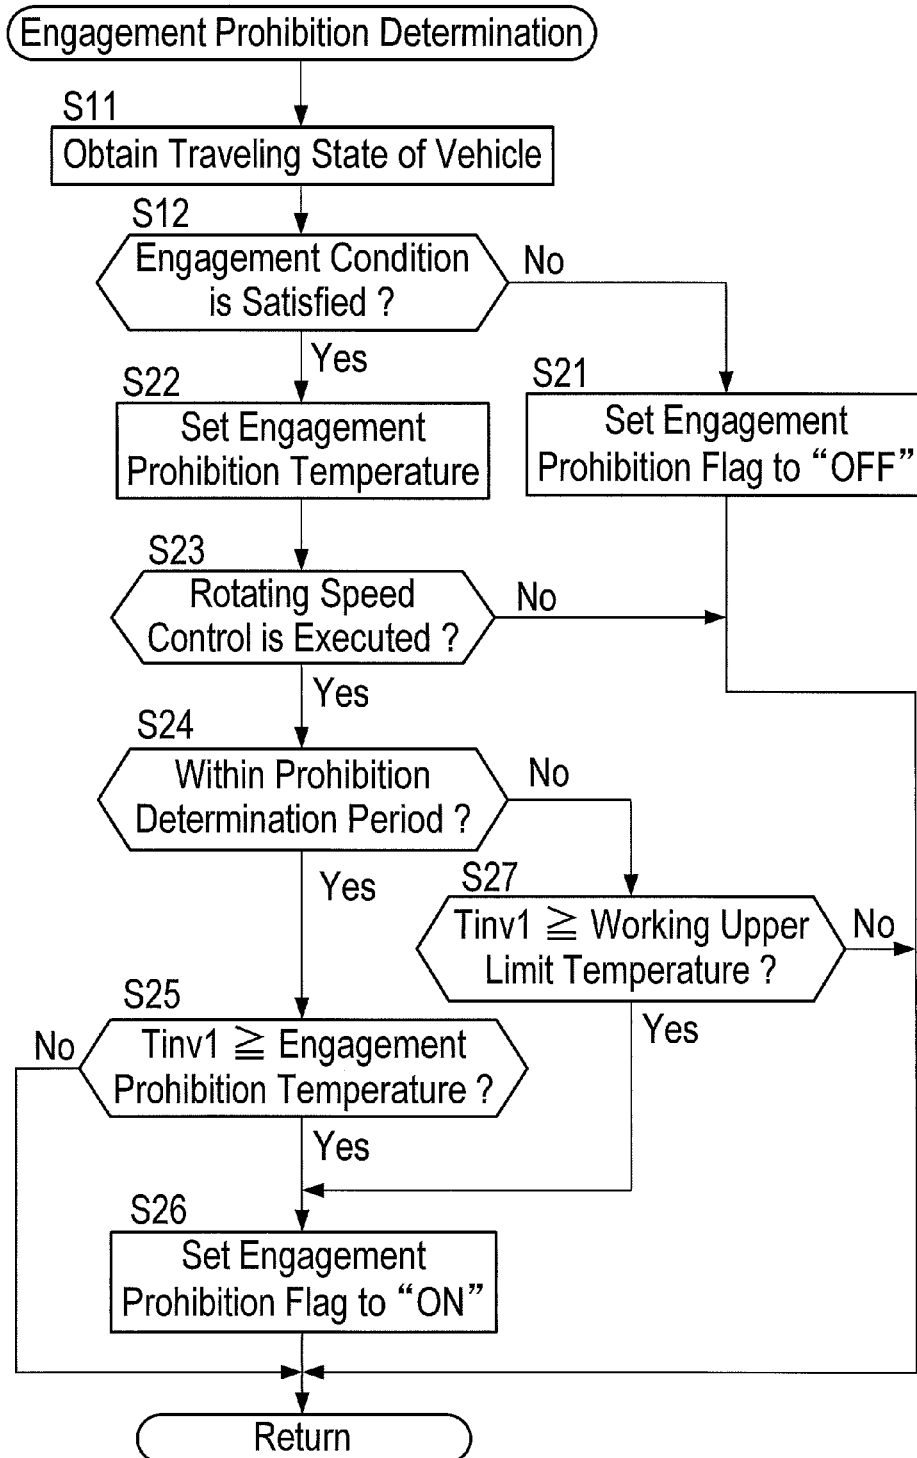 Engagement Prohibition Determination
S11
Obtain Traveling State of Vehicle
S12
Engagement Condition
is Satisfied ?
No
Yes
S22
Set Engagement
Prohibition Temperature
S21
Set Engagement
Prohibition Flag to “OFF”
S23
Rotating Speed
Control is Executed ?
No
Yes
S24
Within Prohibition
Determination Period ?
No
Yes
S27
Tinv1 ≧ Working Upper
Limit Temperature ?
No
Yes
S25
Tinv1 ≧ Engagement
Prohibition Temperature ?
No
Yes
S26
Set Engagement
Prohibition Flag to “ON”
Return